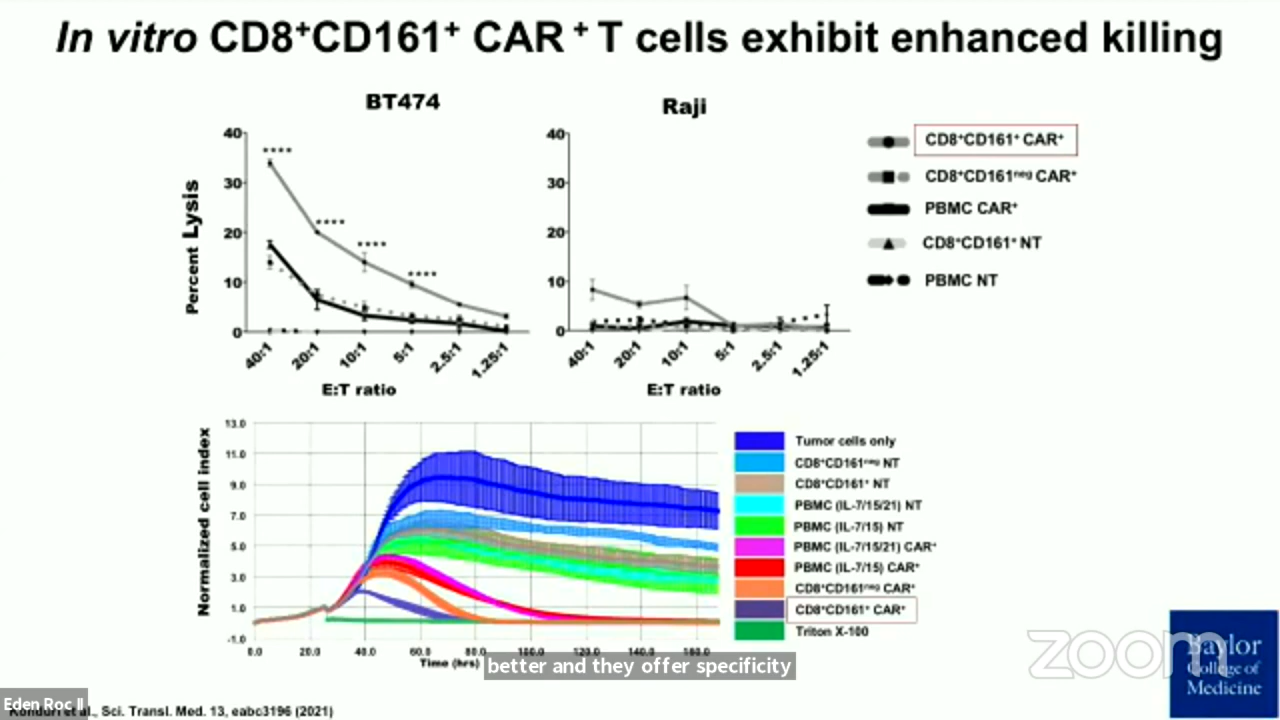 In vitro CD8⁺CD161⁺ CAR⁺ T cells exhibit enhanced killing
BT474
Raji
40
30
20
10
0
Percent Lysis
****
****
****
****
40:1
20:1
10:1
5:1
2.5:1
1.25:1
E:T ratio
40
30
20
10
0
40:1
20:1
10:1
5:1
2.5:1
1.25:1
E:T ratio
CD8⁺CD161⁺ CAR⁺
CD8⁺CD161ⁿᵉᵍ CAR⁺
PBMC CAR⁺
CD8⁺CD161⁺ NT
PBMC NT
Normalized cell index
13.0
11.0
9.0
7.0
5.0
3.0
1.0
-1.0
0.0
20.0
40.0
60.0
80.0
100.0
120.0
140.0
160.0
Time (hrs)
Tumor cells only
CD8⁺CD161ⁿᵉᵍ NT
CD8⁺CD161⁺ NT
PBMC (IL-7/15/21) NT
PBMC (IL-7/15) NT
PBMC (IL-7/15/21) CAR⁺
PBMC (IL-7/15) CAR⁺
CD8⁺CD161ⁿᵉᵍ CAR⁺
CD8⁺CD161⁺ CAR⁺
Triton X-100
better and they offer specificity
zoom
Baylor
College of
Medicine
Eden Roc II
Konduri et al., Sci. Transl. Med. 13, eabc3196 (2021)